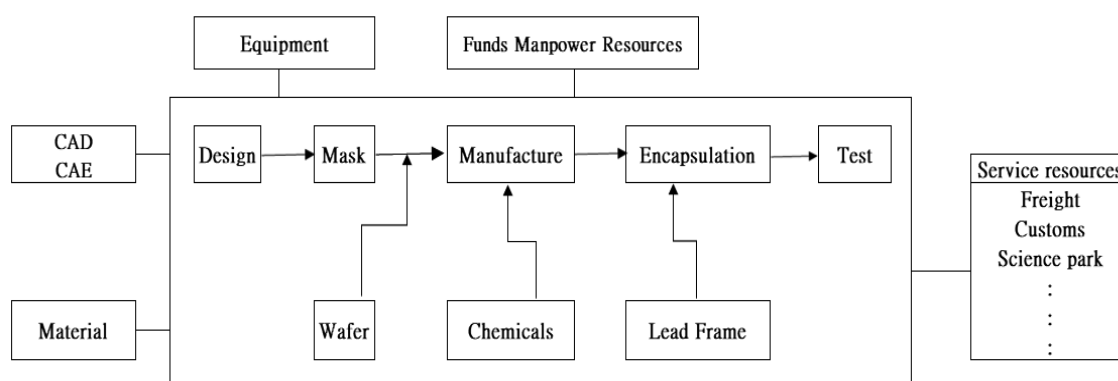 Equipment
Funds Manpower Resources
CAD
CAE
Design
Mask
Manufacture
Encapsulation
Test
Service resources
Freight
Customs
Science park
:
:
:
Material
Wafer
Chemicals
Lead Frame